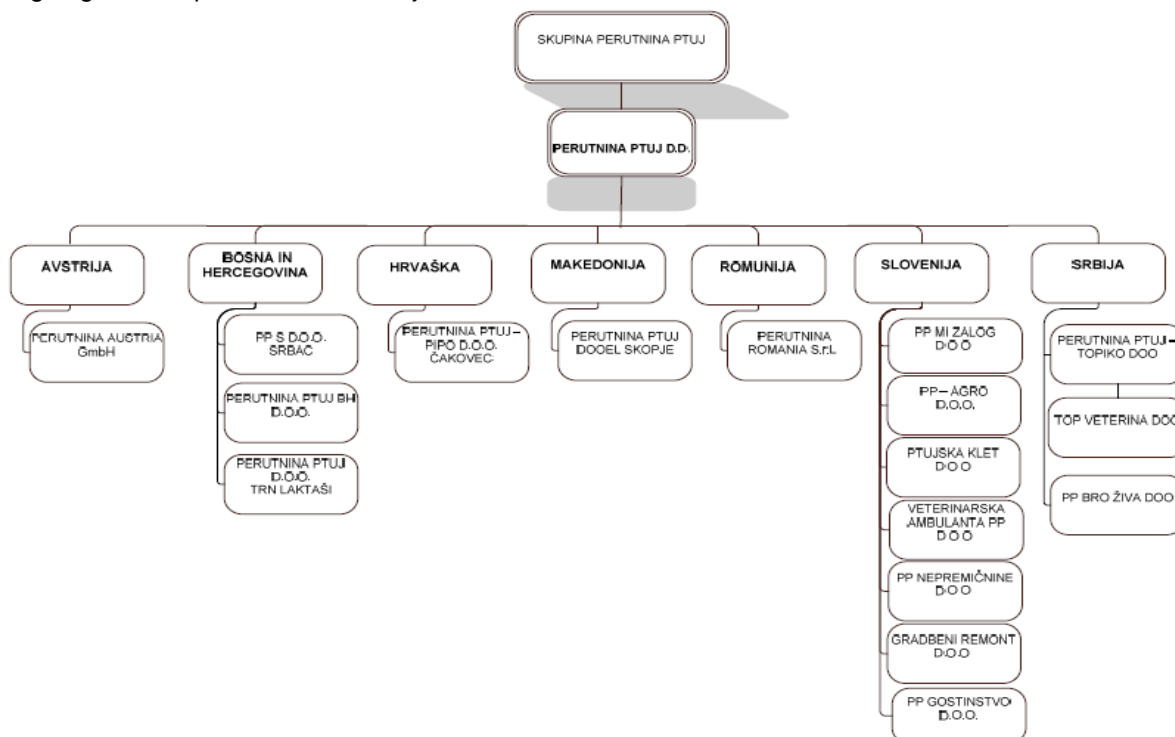 SKUPINA PERUTNINA PTUJ
PERUTNINA PTUJ D.D.
AVSTRIJA
BOSNA IN
HERCEGOVINA
HRVAŠKA
MAKEDONIJA
ROMUNIJA
SLOVENIJA
SRBIJA
PERUTNINA AUSTRIA
GmbH
PP S D.O.O.
SRBAC
PERUTNINA PTUJ BH
D.O.O.
PERUTNINA PTUJ
D.O.O.
TRN LAKTAŠI
PERUTNINA PTUJ –
PIPO D.O.O.
ČAKOVEC
PERUTNINA PTUJ
DOOEL SKOPJE
PERUTNINA
ROMANIA S.r.L
PP MI ZALOG
D O O
PP – AGRO
D.O.O.
PTUJSKA KLET
D O O
VETERINARSKA
AMBULANTA PP
D O O
PP NEPREMIČNINE
D.O O
GRADBENI REMONT
D.O.O
PP GOSTINSTVO
D.O.O.
PERUTNINA PTUJ –
TOPIKO DOO
TOP VETERINA DOO
PP BRO ŽIVA DOO